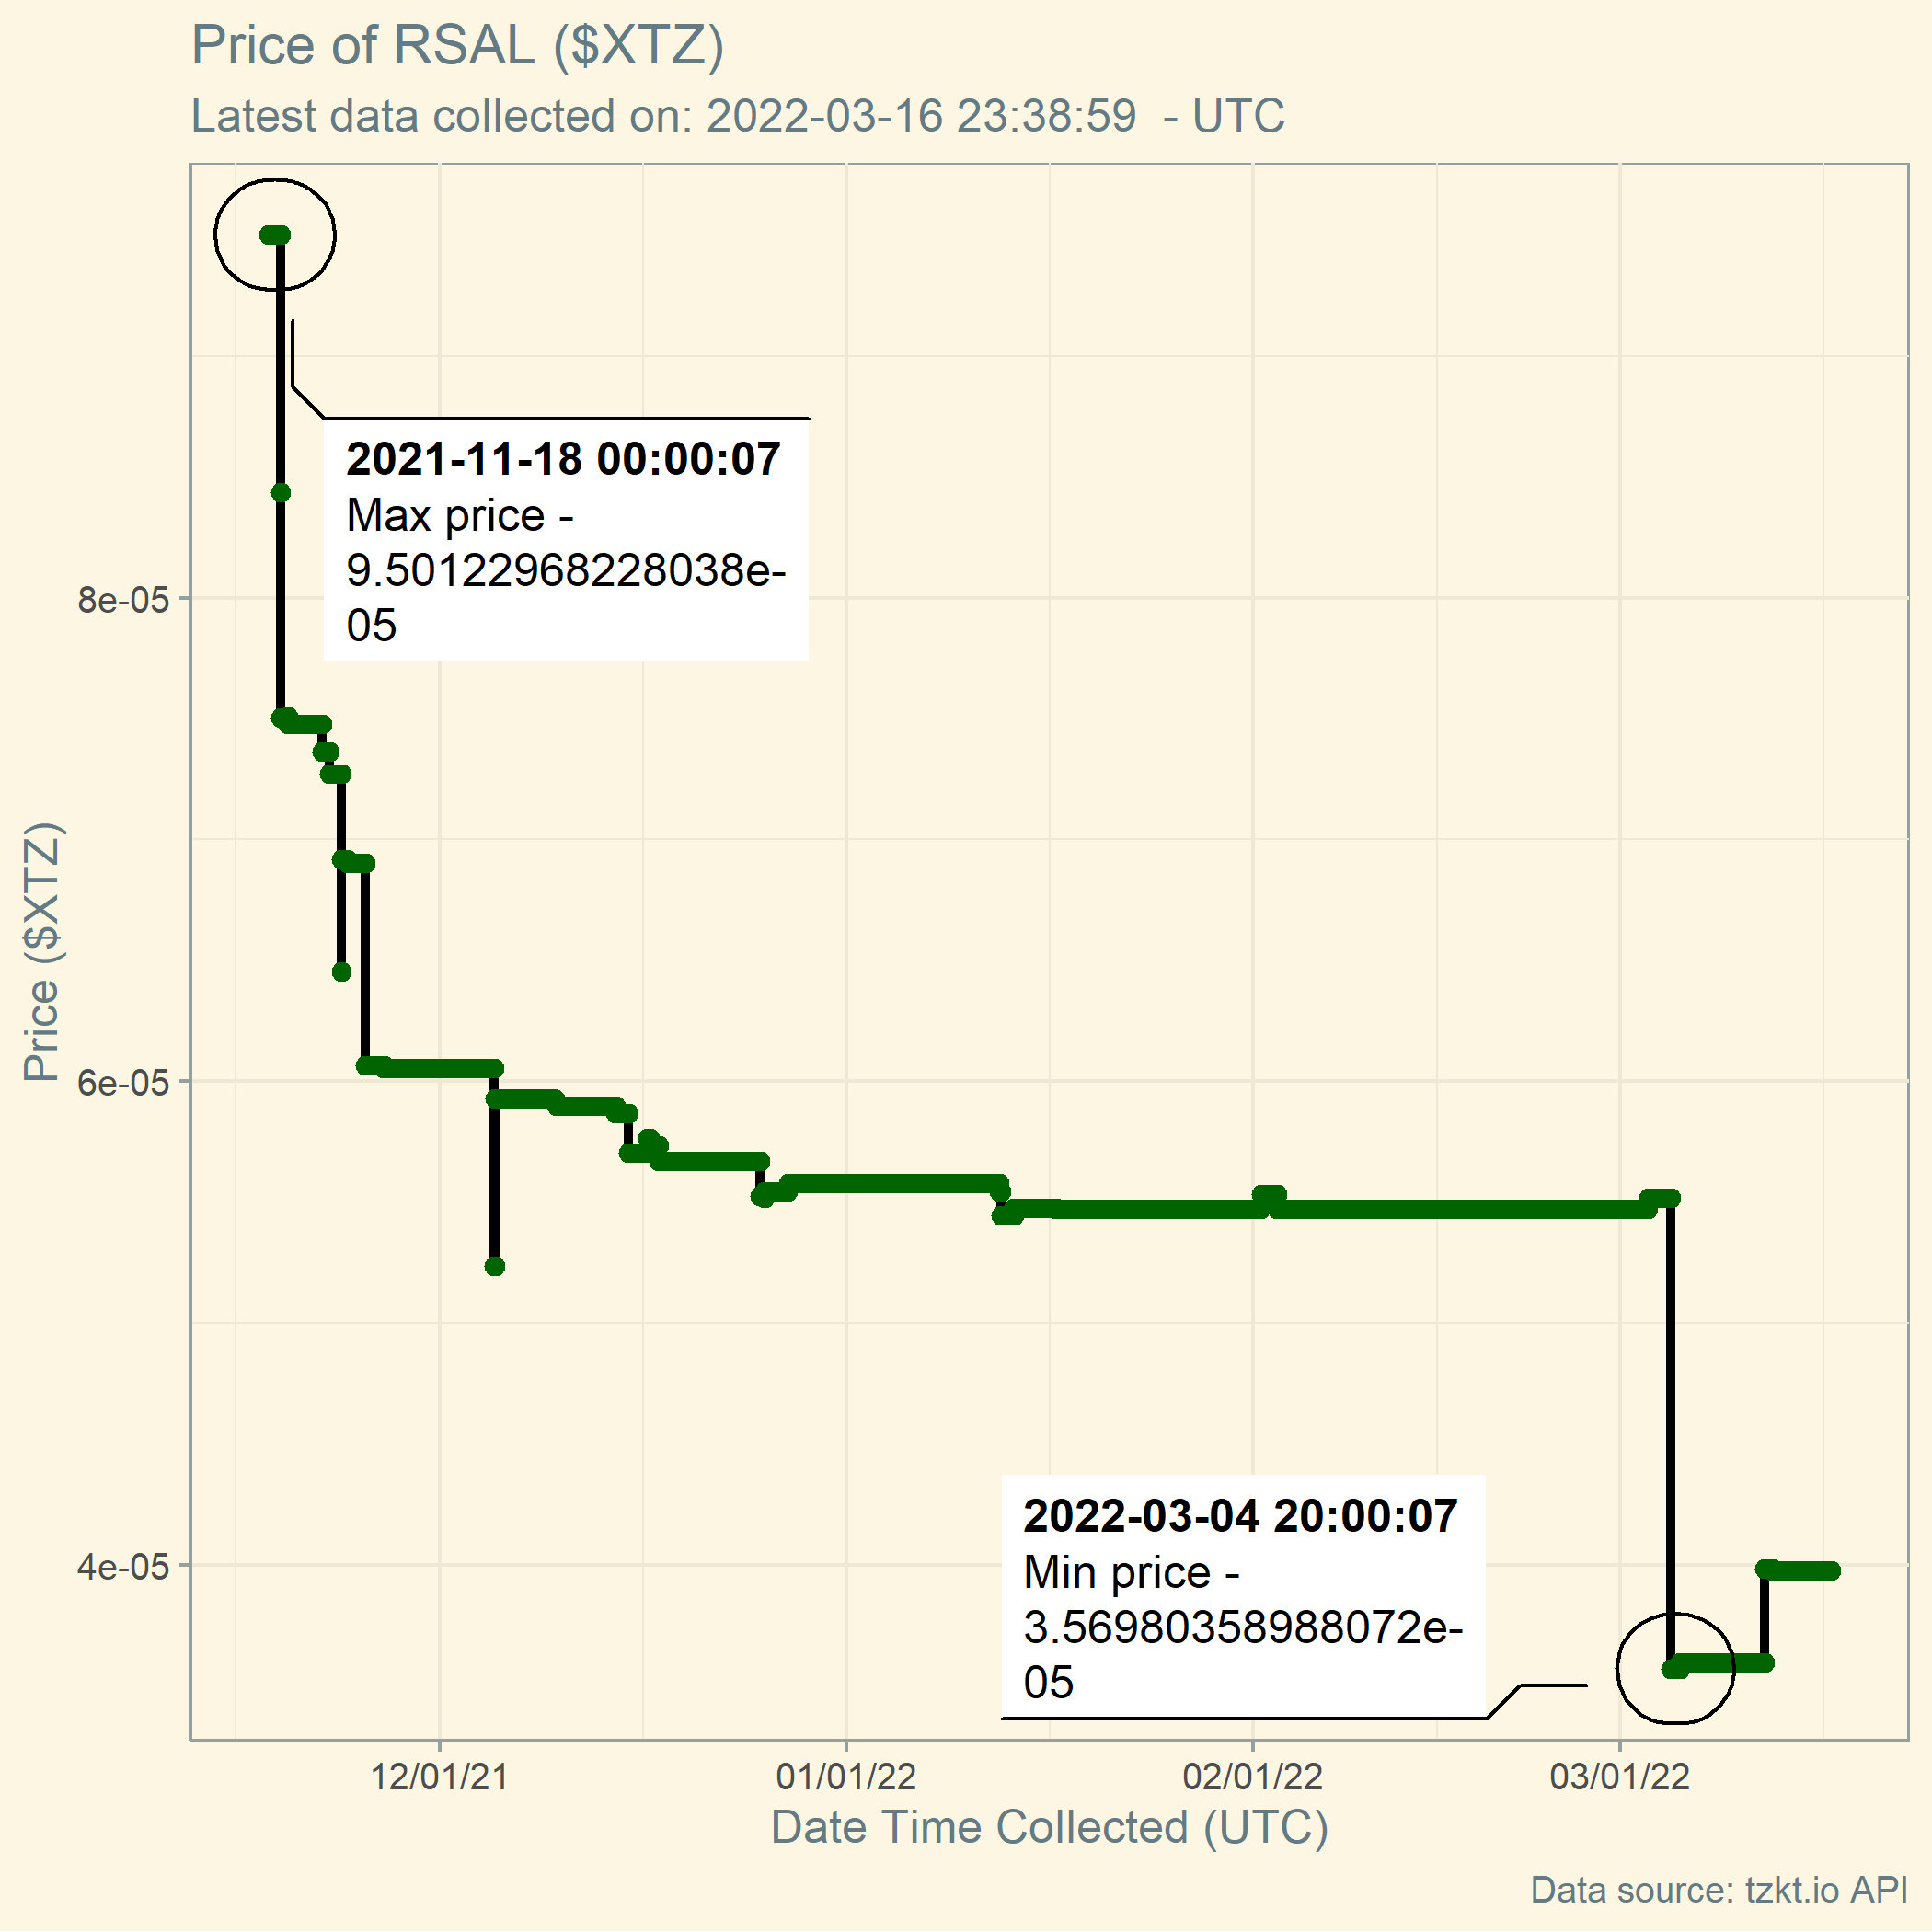 Price of RSAL ($XTZ)
Latest data collected on: 2022-03-16 23:38:59  - UTC
2021-11-18 00:00:07
Max price -
9.50122968228038e-
05
8e-05
Price ($XTZ)
6e-05
2022-03-04 20:00:07
Min price -
3.56980358988072e-
05
4e-05
12/01/21
01/01/22
02/01/22
03/01/22
Date Time Collected (UTC)
Data source: tzkt.io API